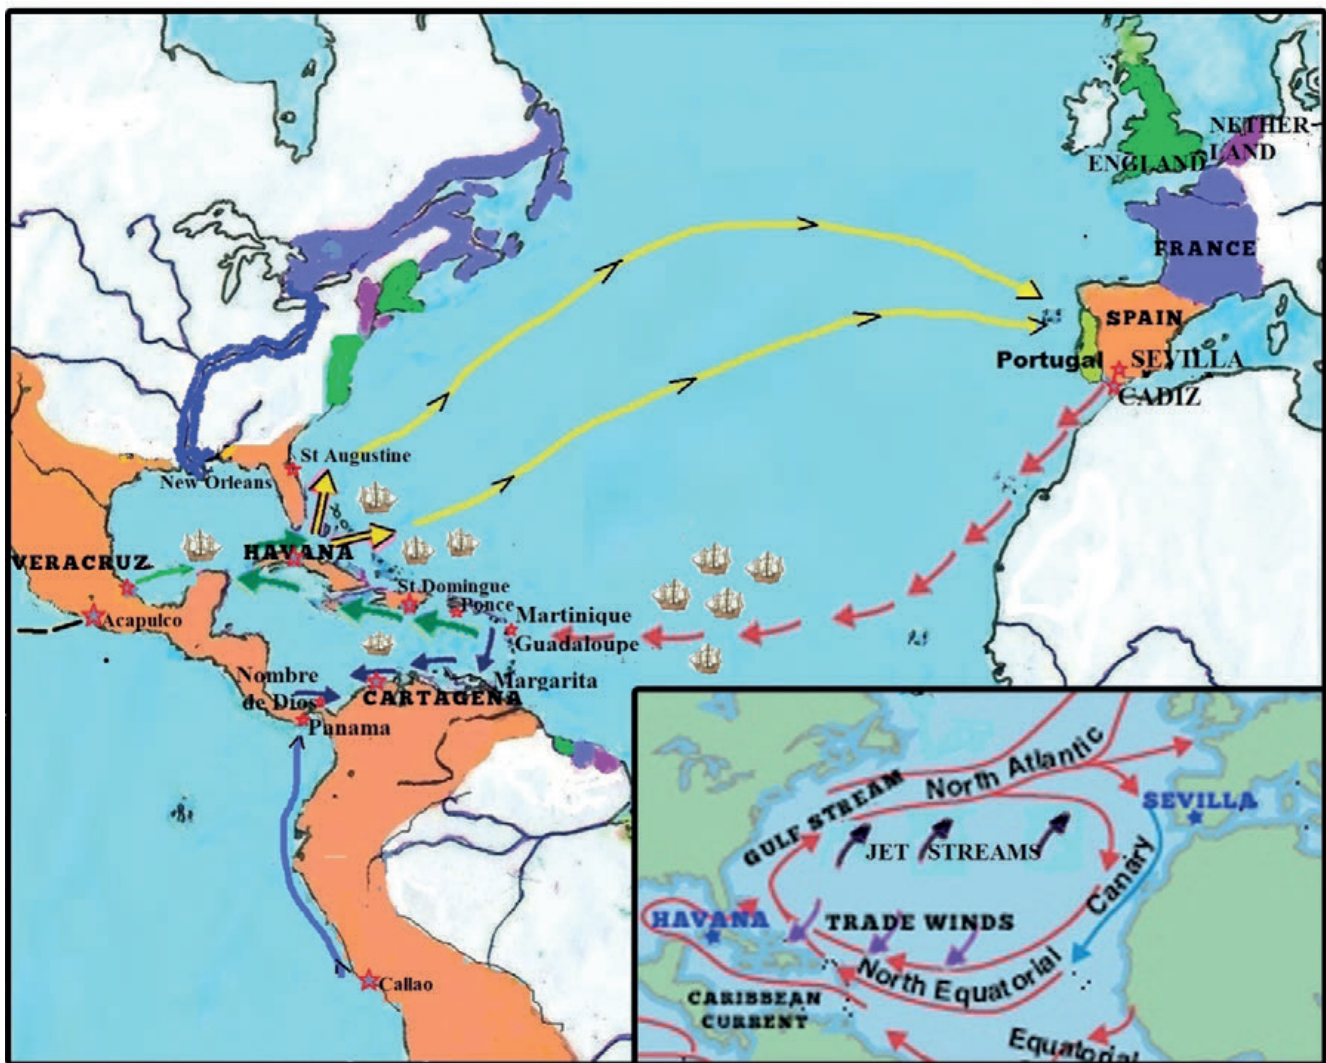 NETHER-
LAND
ENGLAND
FRANCE
SPAIN
Portugal
SEVILLA
CADIZ
St Augustine
New Orleans
HAVANA
VERACRUZ
St Domingue
Ponce
Martinique
Guadaloupe
Acapulco
Margarita
Nombre
de Dios
CARTAGENA
Panama
Callao
North Atlantic
GULF STREAM
SEVILLA
JET STREAMS
Canary
HAVANA
TRADE WINDS
North Equatorial
CARIBBEAN
CURRENT
Equatorial